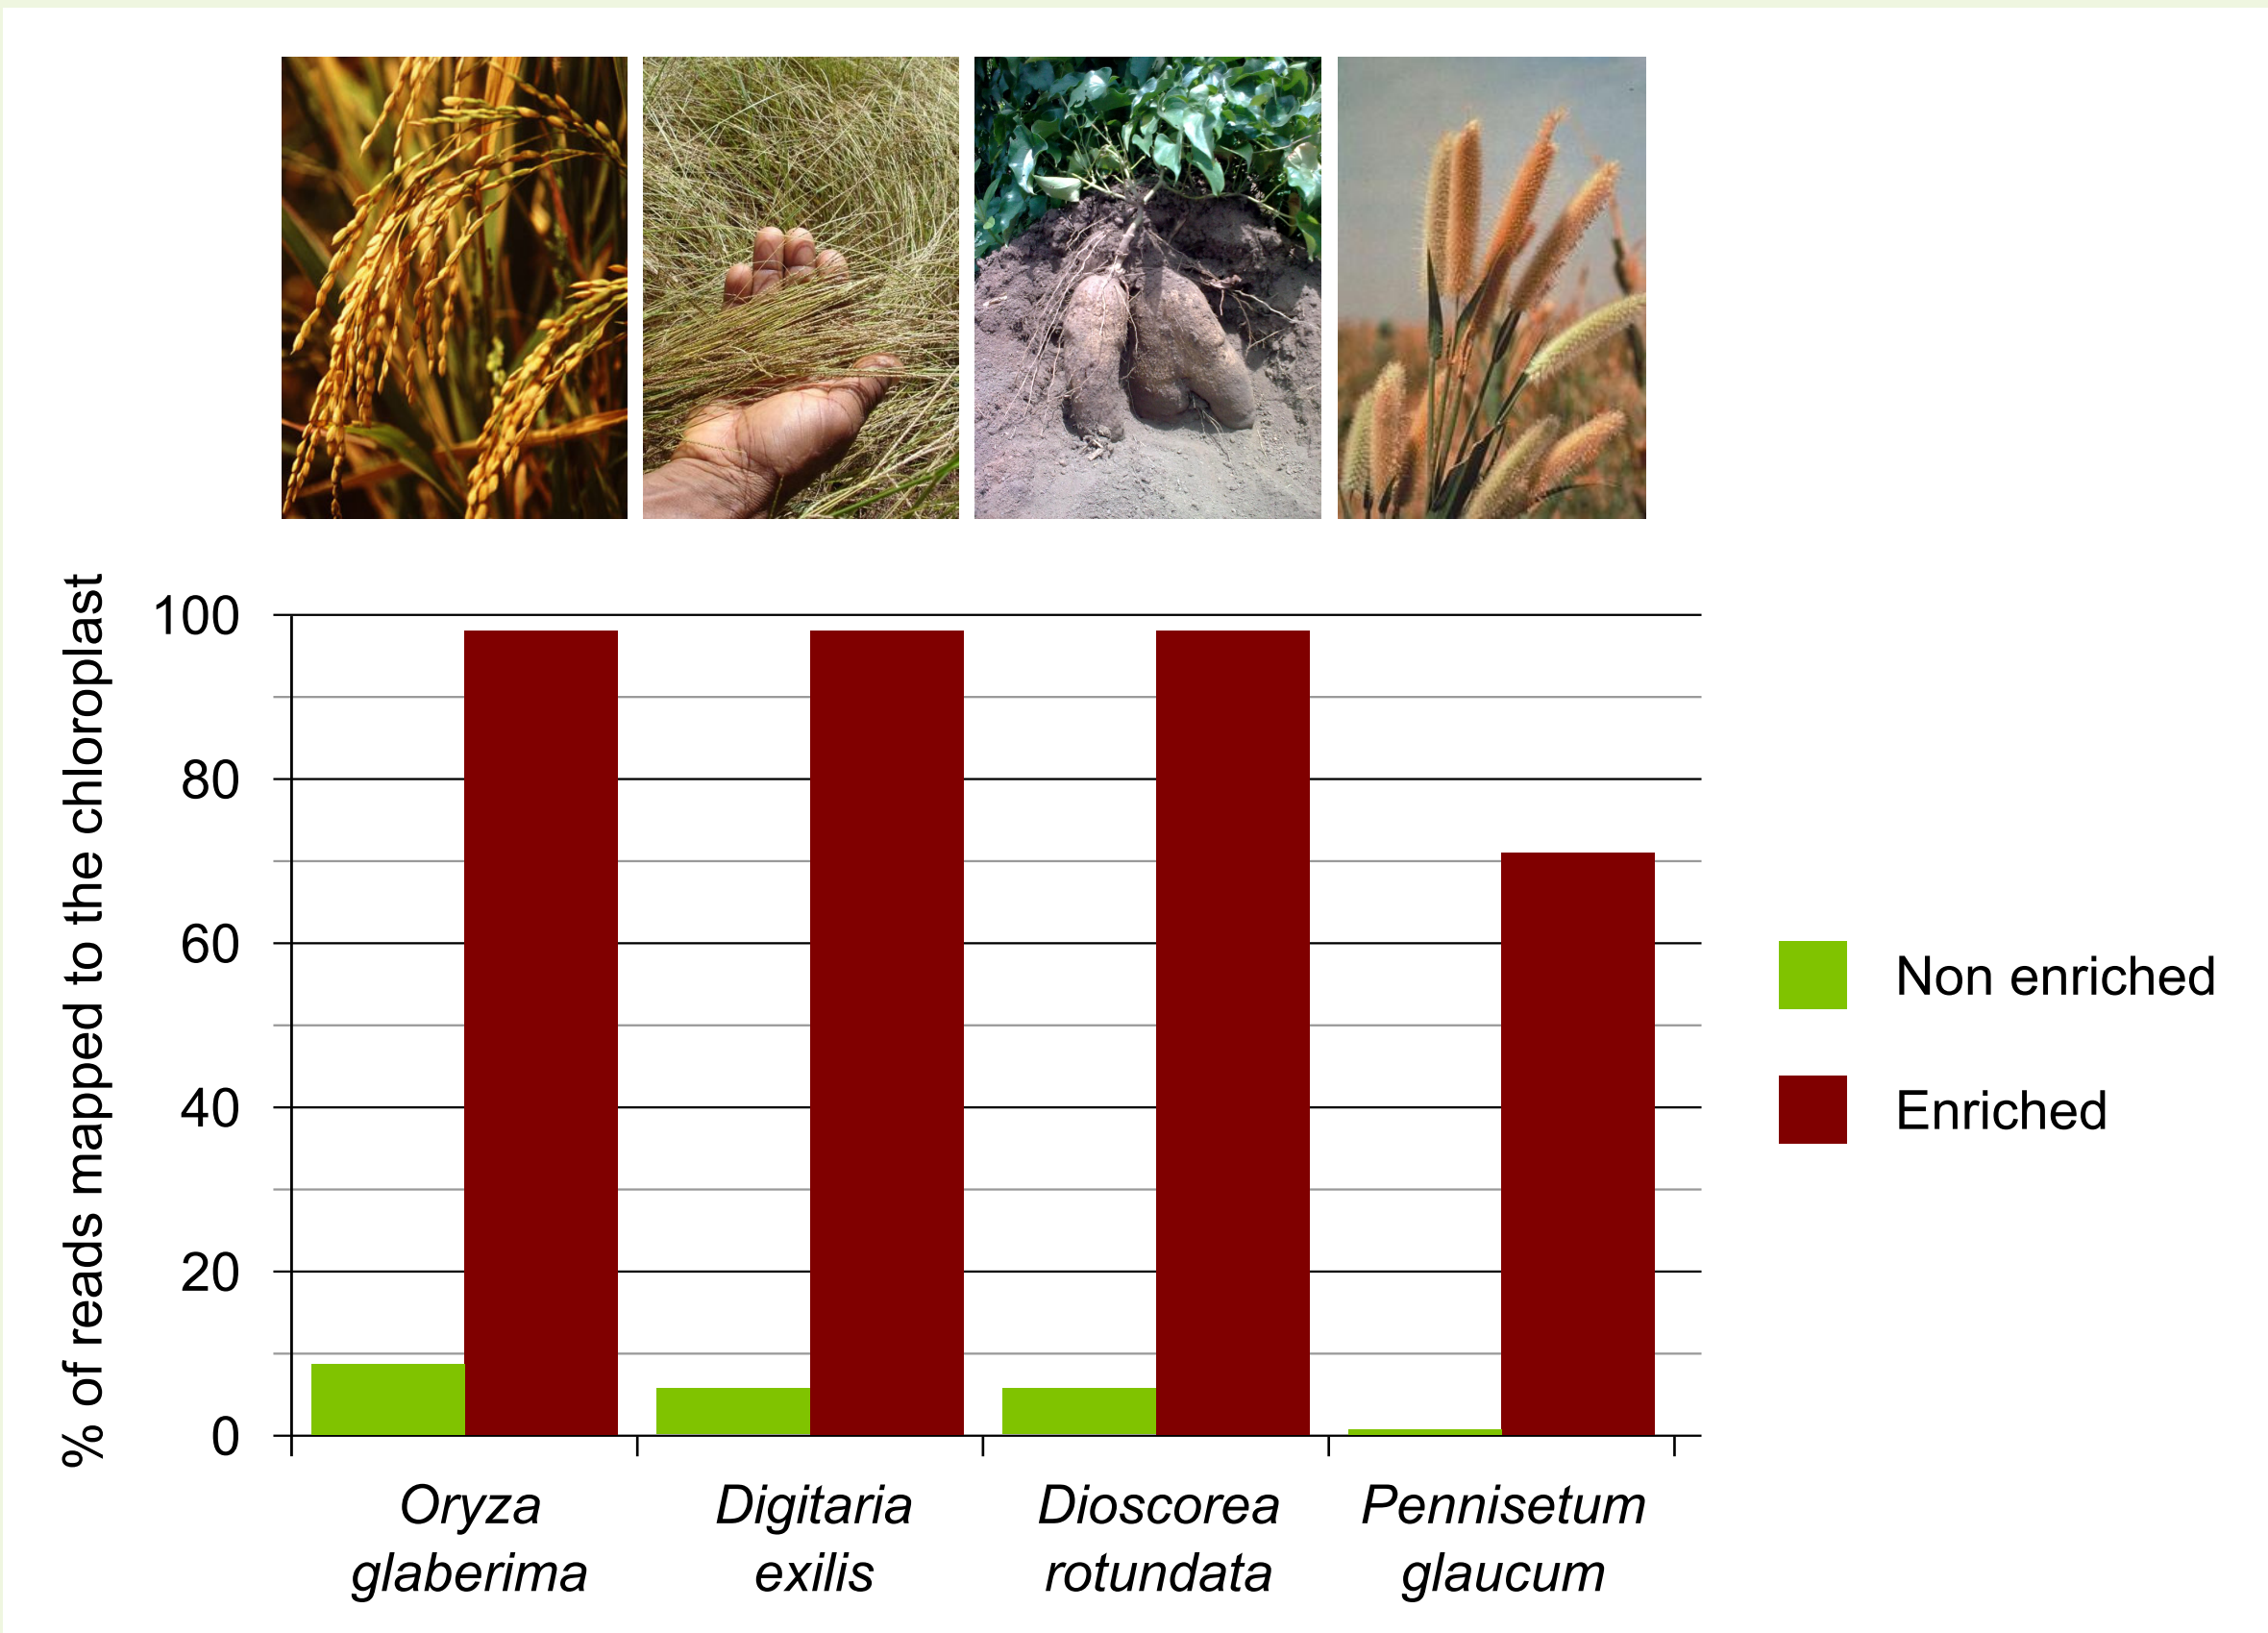 % of reads mapped to the chloroplast
100
80
60
40
20
0
Oryza
glaberima
Digitaria
exilis
Dioscorea
rotundata
Pennisetum
glaucum
Non enriched
Enriched